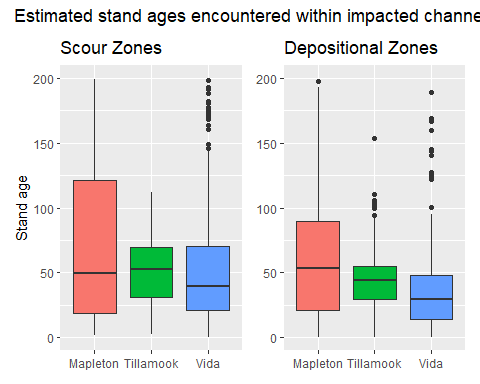 Estimated stand ages encountered within impacted channe
Scour Zones
Depositional Zones
Stand age
200
150
100
50
0
Mapleton Tillamook Vida
200
150
100
50
0
Mapleton Tillamook Vida